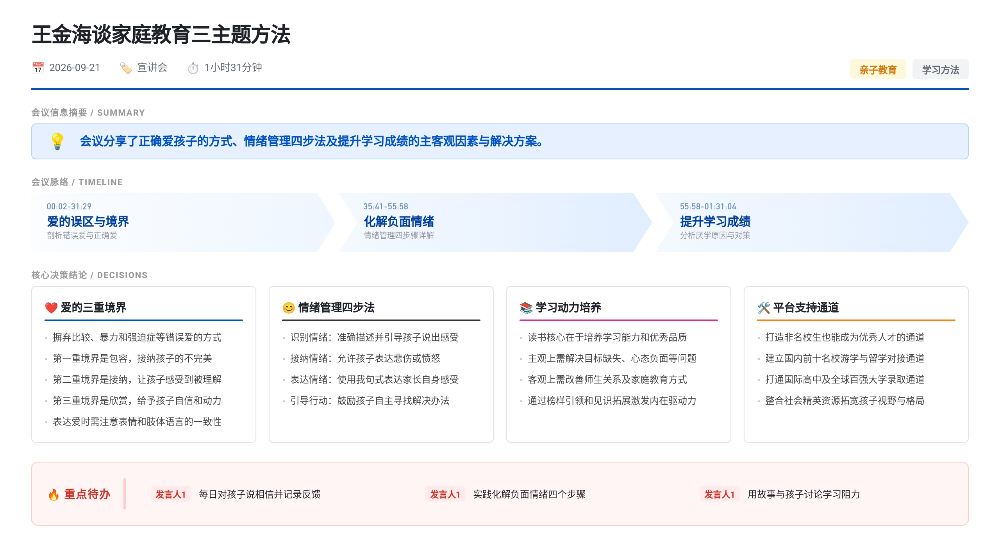 王金海谈家庭教育三主题方法
2026-09-21 宣讲会 1小时31分钟
亲子教育 学习方法
会议信息摘要 / SUMMARY
会议分享了正确爱孩子的方式、情绪管理四步法及提升学习成绩的主客观因素与解决方案。
会议脉络 / TIMELINE
00:02-31:29
爱的误区与境界
剖析错误爱与正确爱
35:41-55:58
化解负面情绪
情绪管理四步骤详解
55:58-01:31:04
提升学习成绩
分析厌学原因与对策
核心决策结论 / DECISIONS
爱的三重境界
摒弃比较、暴力和强迫症等错误爱的方式
第一重境界是包容，接纳孩子的不完美
第二重境界是接纳，让孩子感受到被理解
第三重境界是欣赏，给予孩子自信和动力
表达爱时需注意表情和肢体语言的一致性
情绪管理四步法
识别情绪：准确描述并引导孩子说出感受
接纳情绪：允许孩子表达悲伤或愤怒
表达情绪：使用我句式表达家长自身感受
引导行动：鼓励孩子自主寻找解决办法
学习动力培养
读书核心在于培养学习能力和优秀品质
主观上需解决目标缺失、心态负面等问题
客观上需改善师生关系及家庭教育方式
通过榜样引领和见识拓展激发内在驱动力
平台支持通道
打造非名校生也能成为优秀人才的通道
建立国内前十名校游学与留学对接通道
打通国际高中及全球百强大学录取通道
整合社会精英资源拓宽孩子视野与格局
重点待办
发言人1 每日对孩子说相信并记录反馈
发言人1 实践化解负面情绪四个步骤
发言人1 用故事与孩子讨论学习阻力